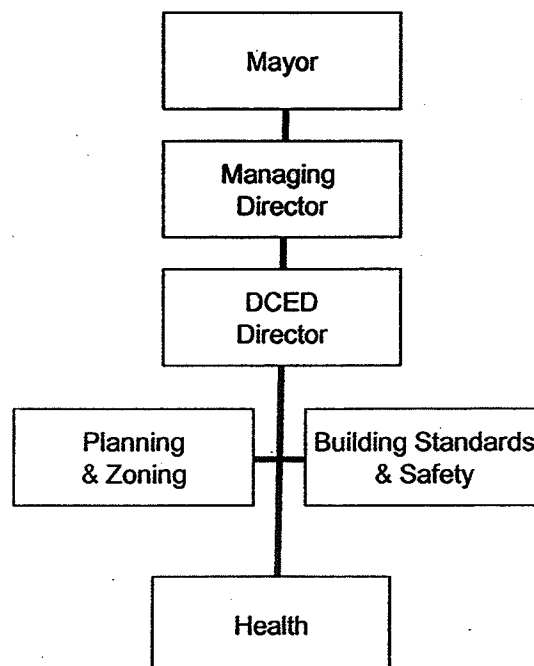 Mayor
Managing
Director
DCED
Director
Planning
& Zoning
Building Standards
& Safety
Health